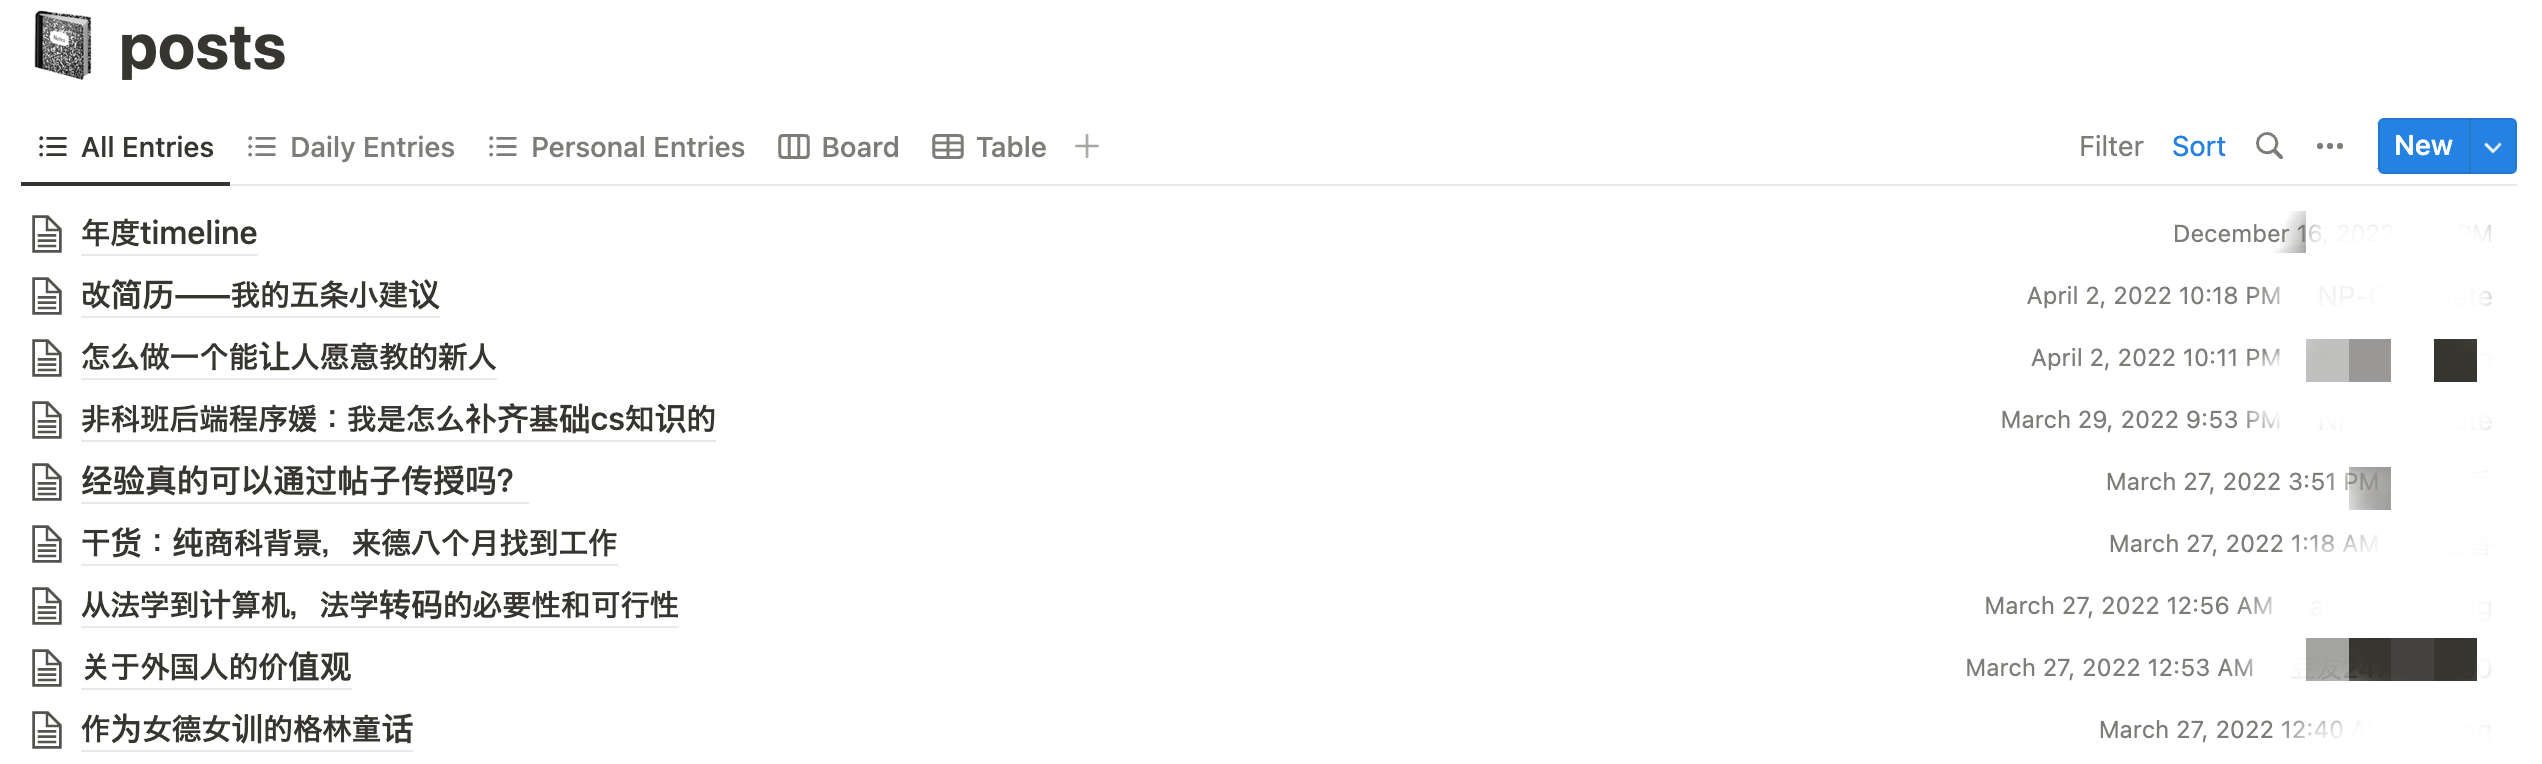 posts
All Entries Daily Entries Personal Entries Board Table Filter Sort New
年度timeline December 16, 2022 PM
改简历——我的五条小建议 April 2, 2022 10:18 PM
怎么做一个能让人愿意教的新人 April 2, 2022 10:11 PM
非科班后端程序媛：我是怎么补齐基础cs知识的 March 29, 2022 9:53 PM
经验真的可以通过帖子传授吗？ March 27, 2022 3:51 PM
干货：纯商科背景，来德八个月找到工作 March 27, 2022 1:18 AM
从法学到计算机，法学转码的必要性和可行性 March 27, 2022 12:56 AM
关于外国人的价值观 March 27, 2022 12:53 AM
作为女德女训的格林童话 March 27, 2022 12:40